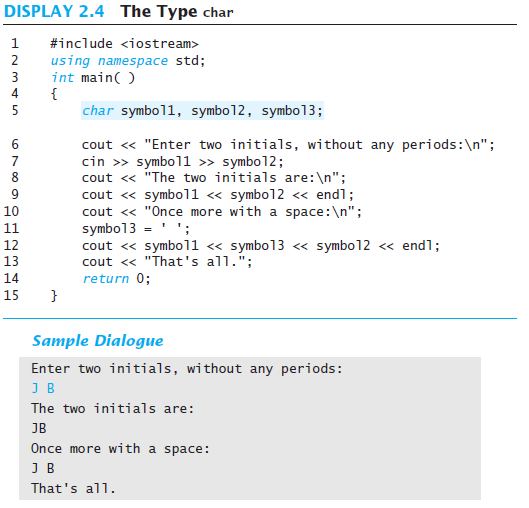 DISPLAY 2.4 The Type char
1 #include <iostream>
2 using namespace std;
3 int main( )
4 {
5 char symbol1, symbol2, symbol3;
6 cout << "Enter two initials, without any periods:\n";
7 cin >> symbol1 >> symbol2;
8 cout << "The two initials are:\n";
9 cout << symbol1 << symbol2 << endl;
10 cout << "Once more with a space:\n";
11 symbol3 = ' ';
12 cout << symbol1 << symbol3 << symbol2 << endl;
13 cout << "That's all.";
14 return 0;
15 }
Sample Dialogue
Enter two initials, without any periods:
J B
The two initials are:
JB
Once more with a space:
J B
That's all.